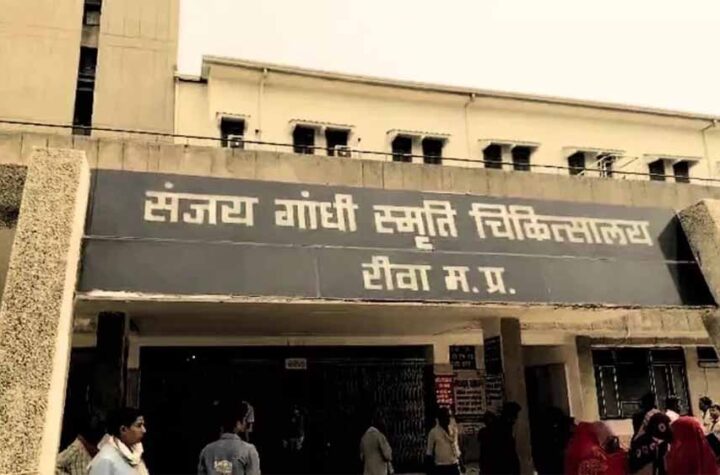 संजय गांधी स्मृति चिकित्सालय
रीवा म.प्र.